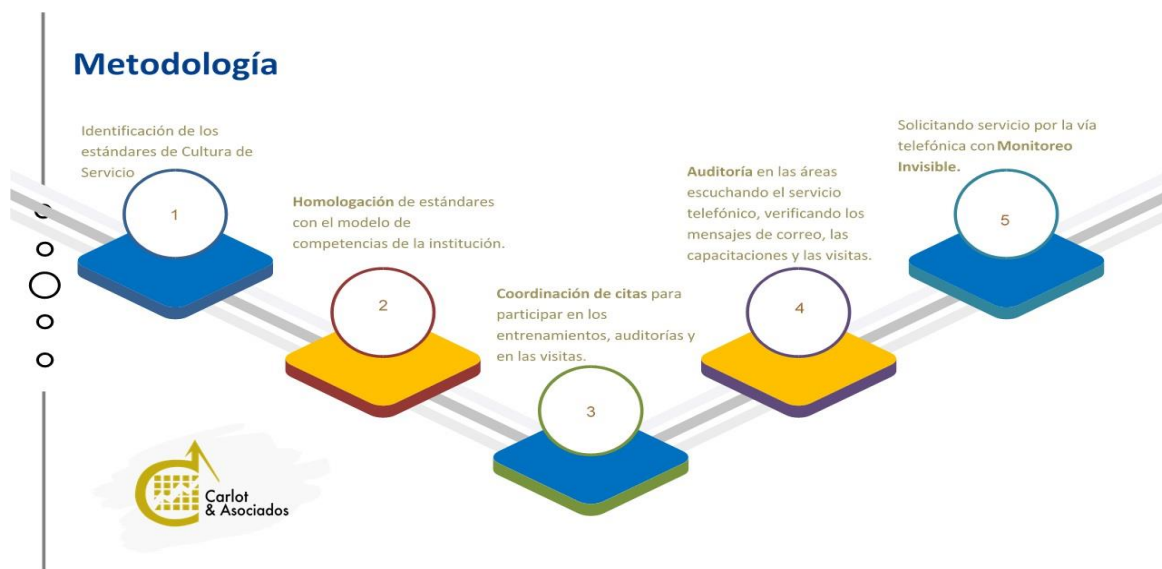 Metodología
Identificación de los
estándares de Cultura de
Servicio
1
Homologación de estándares
con el modelo de
competencias de la institución.
2
Coordinación de citas para
participar en los
entrenamientos, auditorías y
en las visitas.
3
Auditoría en las áreas
escuchando el servicio
telefónico, verificando los
mensajes de correo, las
capacitaciones y las visitas.
4
Solicitando servicio por la vía
telefónica con Monitoreo
Invisible.
5
Carlot
& Asociados